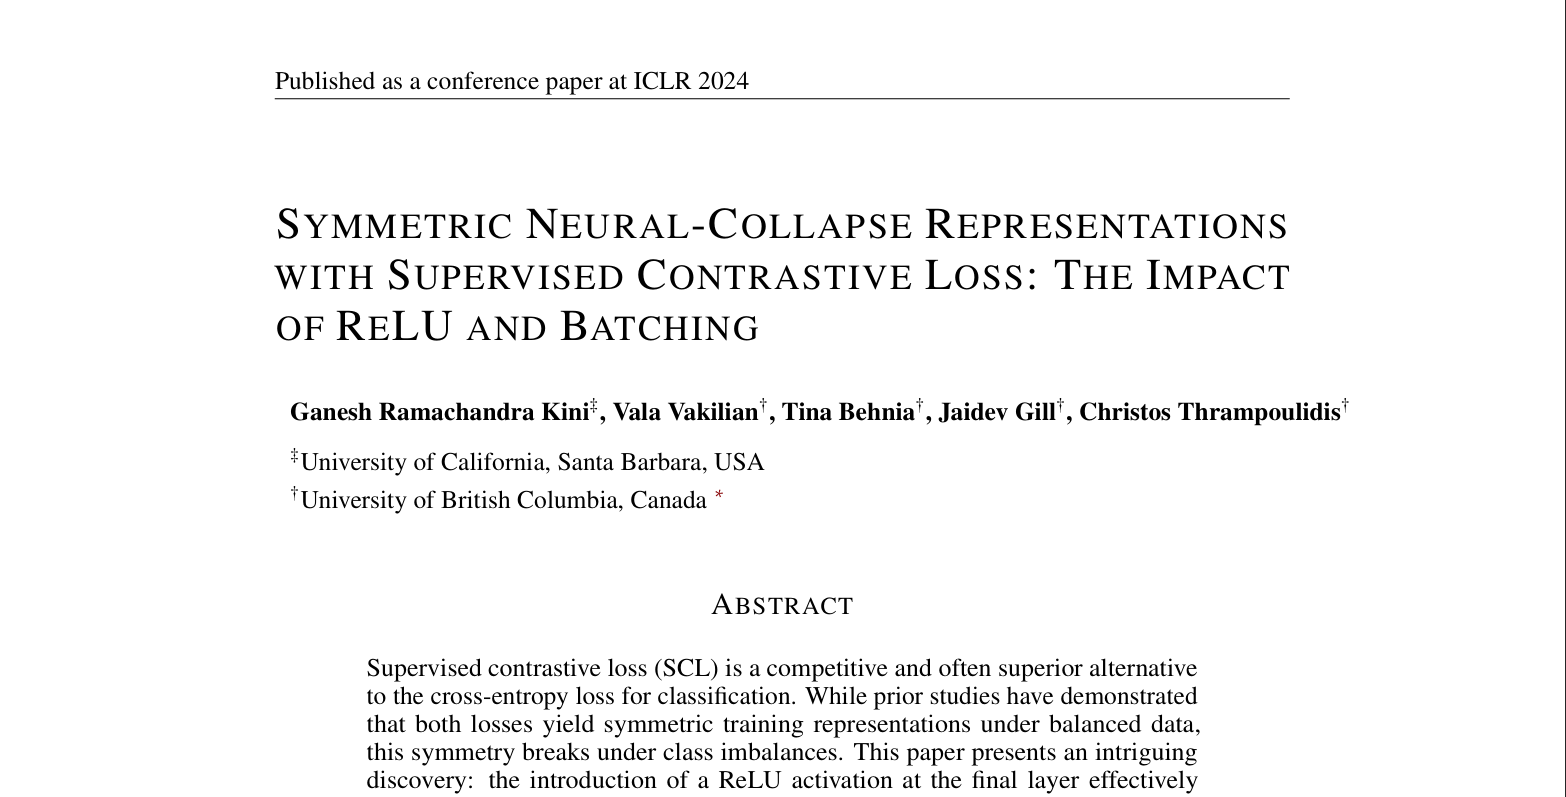 Published as a conference paper at ICLR 2024
SYMMETRIC NEURAL-COLLAPSE REPRESENTATIONS
WITH SUPERVISED CONTRASTIVE LOSS: THE IMPACT
OF RELU AND BATCHING
Ganesh Ramachandra Kini‡, Vala Vakilian†, Tina Behnia†, Jaidev Gill†, Christos Thrampoulidis†
‡University of California, Santa Barbara, USA
†University of British Columbia, Canada *
ABSTRACT
Supervised contrastive loss (SCL) is a competitive and often superior alternative
to the cross-entropy loss for classification. While prior studies have demonstrated
that both losses yield symmetric training representations under balanced data,
this symmetry breaks under class imbalances. This paper presents an intriguing
discovery: the introduction of a ReLU activation at the final layer effectively